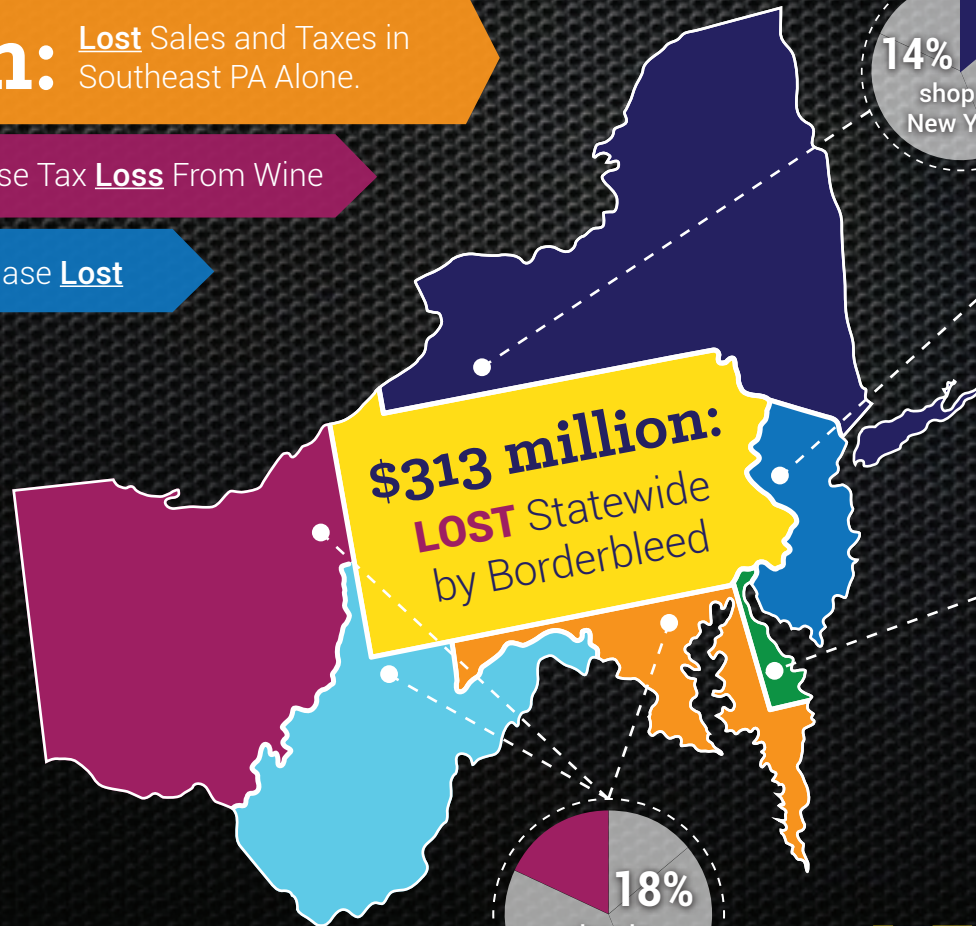 n: Lost Sales and Taxes in
Southeast PA Alone.
se Tax Loss From Wine
ase Lost
14%
shop
New Y
$313 million:
LOST Statewide
by Borderbleed
18%